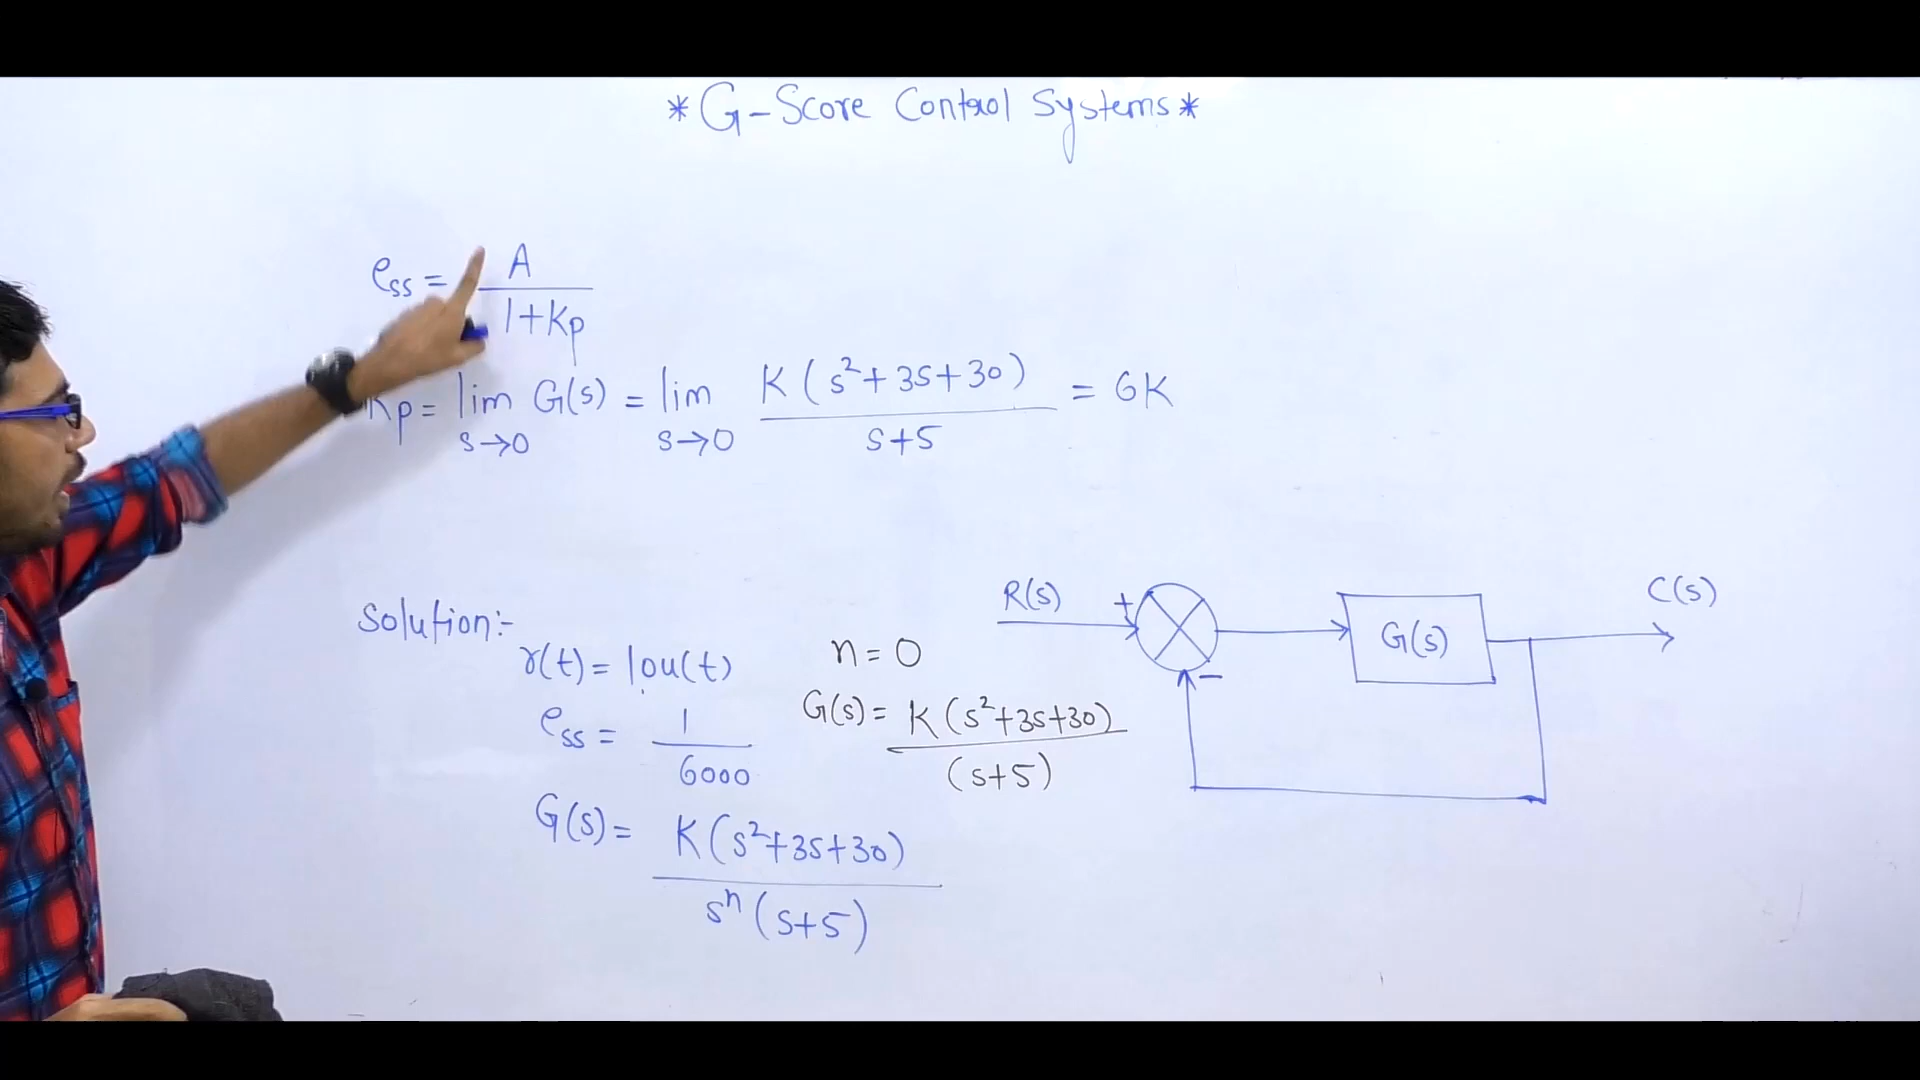 *G-Score Control Systems*
ess = A / 1+Kp
Kp = lim s→0 G(s) = lim s→0 K(s²+3s+30) / s+5 = 6K
Solution:-
r(t) = 10u(t)
ess = 1 / 6000
G(s) = K(s²+3s+30) / sⁿ(s+5)
n = 0
G(s) = K(s²+3s+30) / (s+5)
R(s)
+
-
G(s)
C(s)